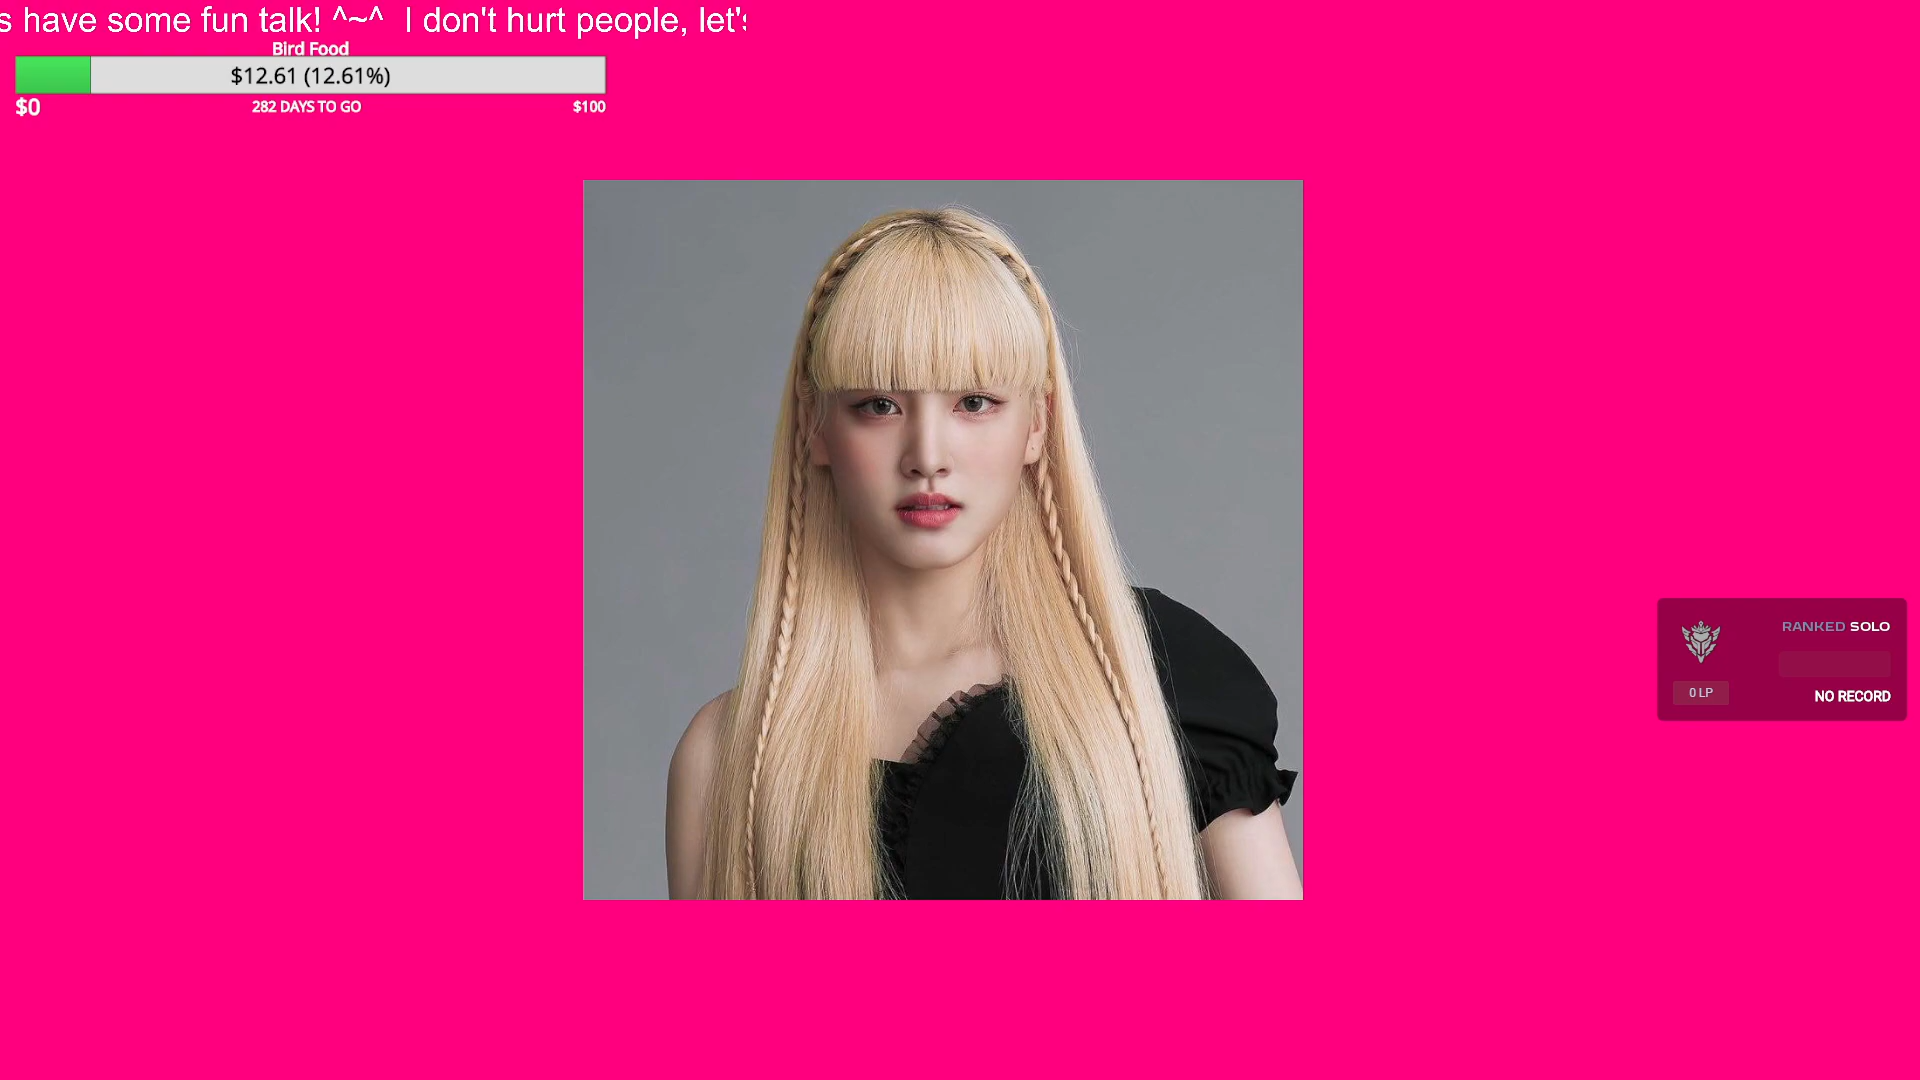 s have some fun talk! ^~^  I don't hurt people, let's
Bird Food
$12.61 (12.61%)
$0
282 DAYS TO GO
$100
RANKED SOLO
0 LP
NO RECORD